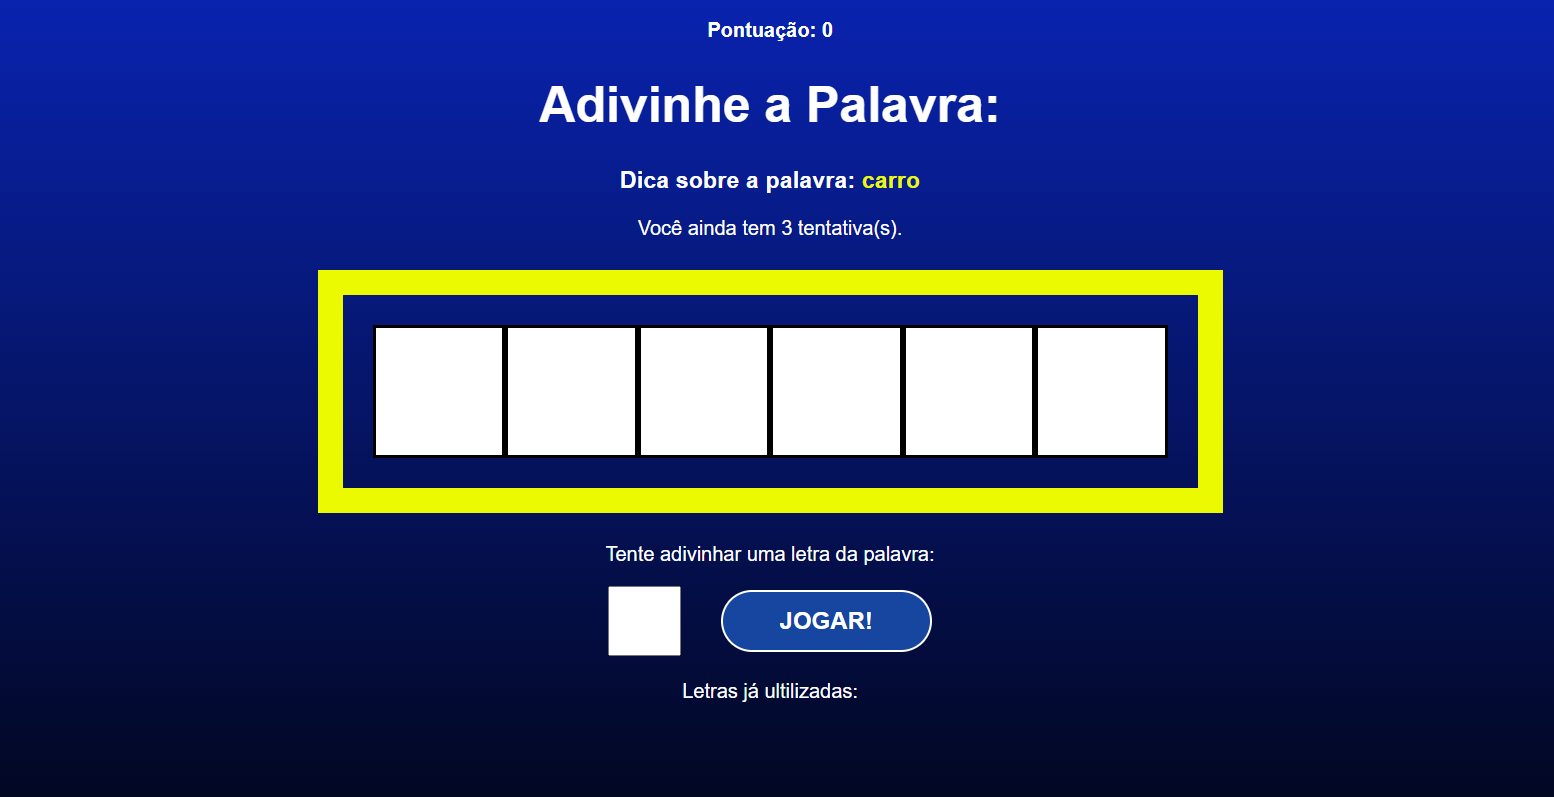 Pontuação: 0
Adivinhe a Palavra:
Dica sobre a palavra: carro
Você ainda tem 3 tentativa(s).
Tente adivinhar uma letra da palavra:
JOGAR!
Letras já ultilizadas: